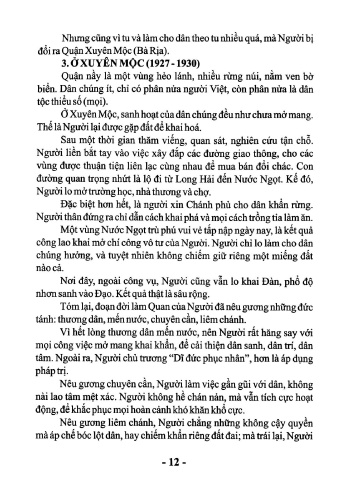 Nhưng cũng vì tu và làm cho dân theo tu nhiều quá, mà Người bị
đổi ra Quận Xuyên Mộc (Bà Rịa).
3. Ở XUYÊN MỘC (1927 - 1930)
Quận nầy là một vùng hẻo lánh, nhiều rừng núi, nằm ven bờ
biển. Dân chúng ít, chỉ có phân nửa người Việt, còn phân nửa là dân
tộc thiểu số (mọi).
Ở Xuyên Mộc, sanh hoạt của dân chúng đều như chưa mở mang.
Thế là Người lại được gặp đất để khai hoá.
Sau một thời gian thăm viếng, quan sát, nghiên cứu tận chỗ.
Người liền bắt tay vào việc xây đắp các đường giao thông, cho các
vùng được thuận tiện liên lạc cùng nhau để mua bán đổi chác. Con
đường quan trọng nhứt là lộ đi từ Long Hải đến Nước Ngọt. Kế đó,
Người lo mở trường học, nhà thương và chợ.
Đặc biệt hơn hết, là người xin Chánh phủ cho dân khẩn rừng.
Người thân đứng ra chỉ dẫn cách khai phá và mọi cách trồng tỉa làm ăn.
Một vùng Nước Ngọt trù phú vui vẻ tấp nập ngày nay, là kết quả
công lao khai mở chí công vô tư của Người. Người chỉ lo làm cho dân
chúng hưởng, và tuyệt nhiên không chiếm giữ riêng một miếng đất
nào cả.
Nơi đây, ngoài công vụ, Người cũng vẫn lo khai Đàn, phổ độ
nhơn sanh vào Đạo. Kết quả thật là sâu rộng.
Tóm lại, đoạn đời làm Quan của Người đã nêu gương những đức
tánh: thương dân, mến nước, chuyên cần, liêm chánh.
Vì hết lòng thương dân mến nước, nên Người rất hăng say với
mọi công việc mở mang khai khẩn, để cải thiện dân sanh, dân trí, dân
tâm. Ngoài ra, Người chủ trương “Dĩ đức phục nhân”, hơn là áp dụng
pháp trị.
Nêu gương chuyên cần, Người làm việc gần gũi với dân, không
nài lao tâm mệt xác. Người không hề chán nản, mà vẫn tích cực hoạt
động, để khắc phục mọi hoàn cảnh khó khăn khổ cực.
Nêu gương liêm chánh, Người chẳng những không cậy quyền
mà áp chế bóc lột dân, hay chiếm khẩn riêng đất đai; mà trái lại, Người
- 12 -